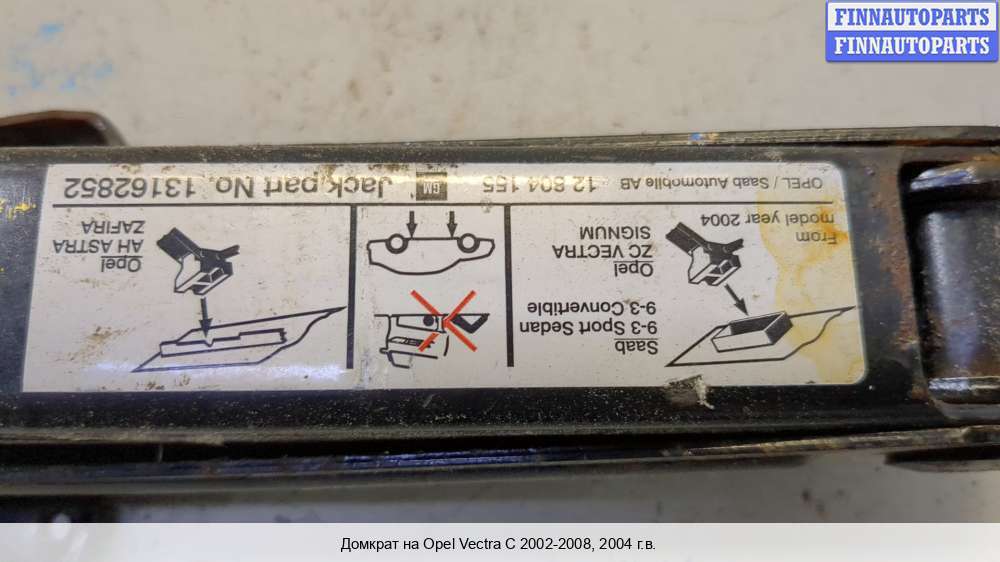 FINNAUTOPARTS
FINNAUTOPARTS
Saab
9-3 Sport Sedan
9-3 Convertible
Opel
ZC VECTRA
SIGNUM
From
model year 2004
OPEL / Saab Automobile AB
12 804 155
GM
Jack part No. 13162852
Opel
AH ASTRA
ZAFIRA
Домкрат на Opel Vectra C 2002-2008, 2004 г.в.